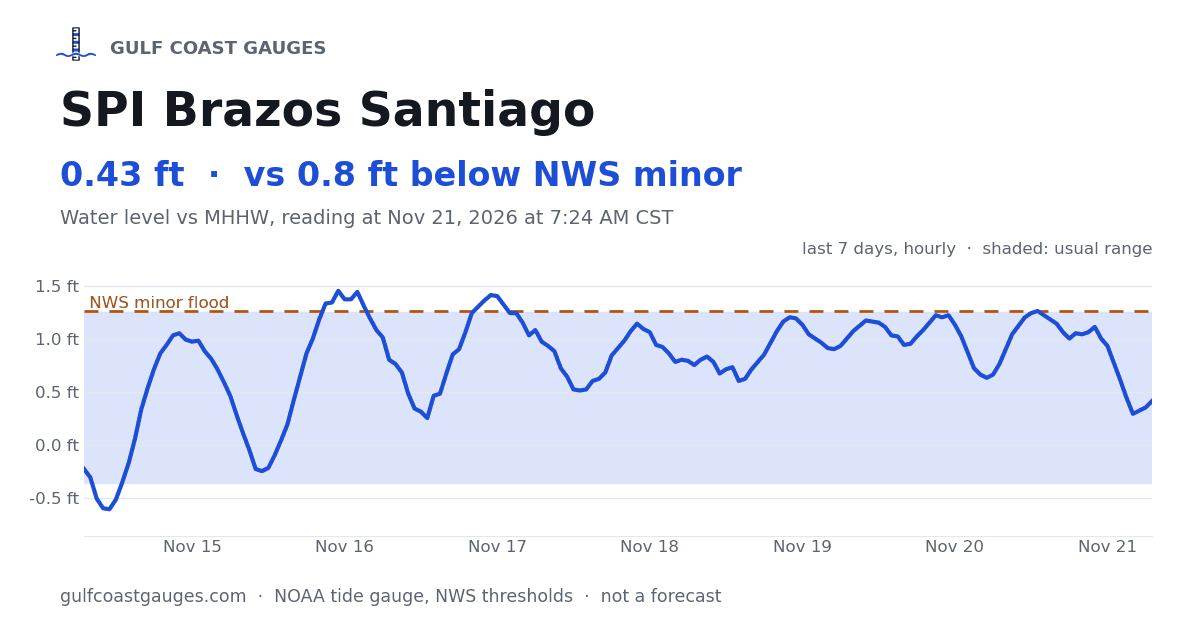 GULF COAST GAUGES
SPI Brazos Santiago
0.43 ft · vs 0.8 ft below NWS minor
Water level vs MHHW, reading at Nov 21, 2026 at 7:24 AM CST
last 7 days, hourly · shaded: usual range
1.5 ft
NWS minor flood
1.0 ft
0.5 ft
0.0 ft
-0.5 ft
Nov 15 Nov 16 Nov 17 Nov 18 Nov 19 Nov 20 Nov 21
gulfcoastgauges.com · NOAA tide gauge, NWS thresholds · not a forecast